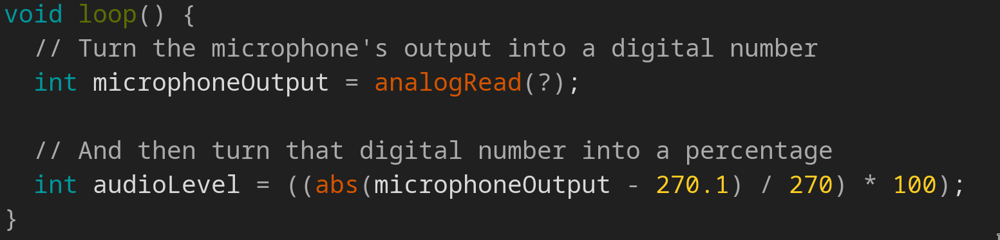 void loop() {
  // Turn the microphone's output into a digital number
  int microphoneOutput = analogRead(?);

  // And then turn that digital number into a percentage
  int audioLevel = ((abs(microphoneOutput - 270.1) / 270) * 100);
}